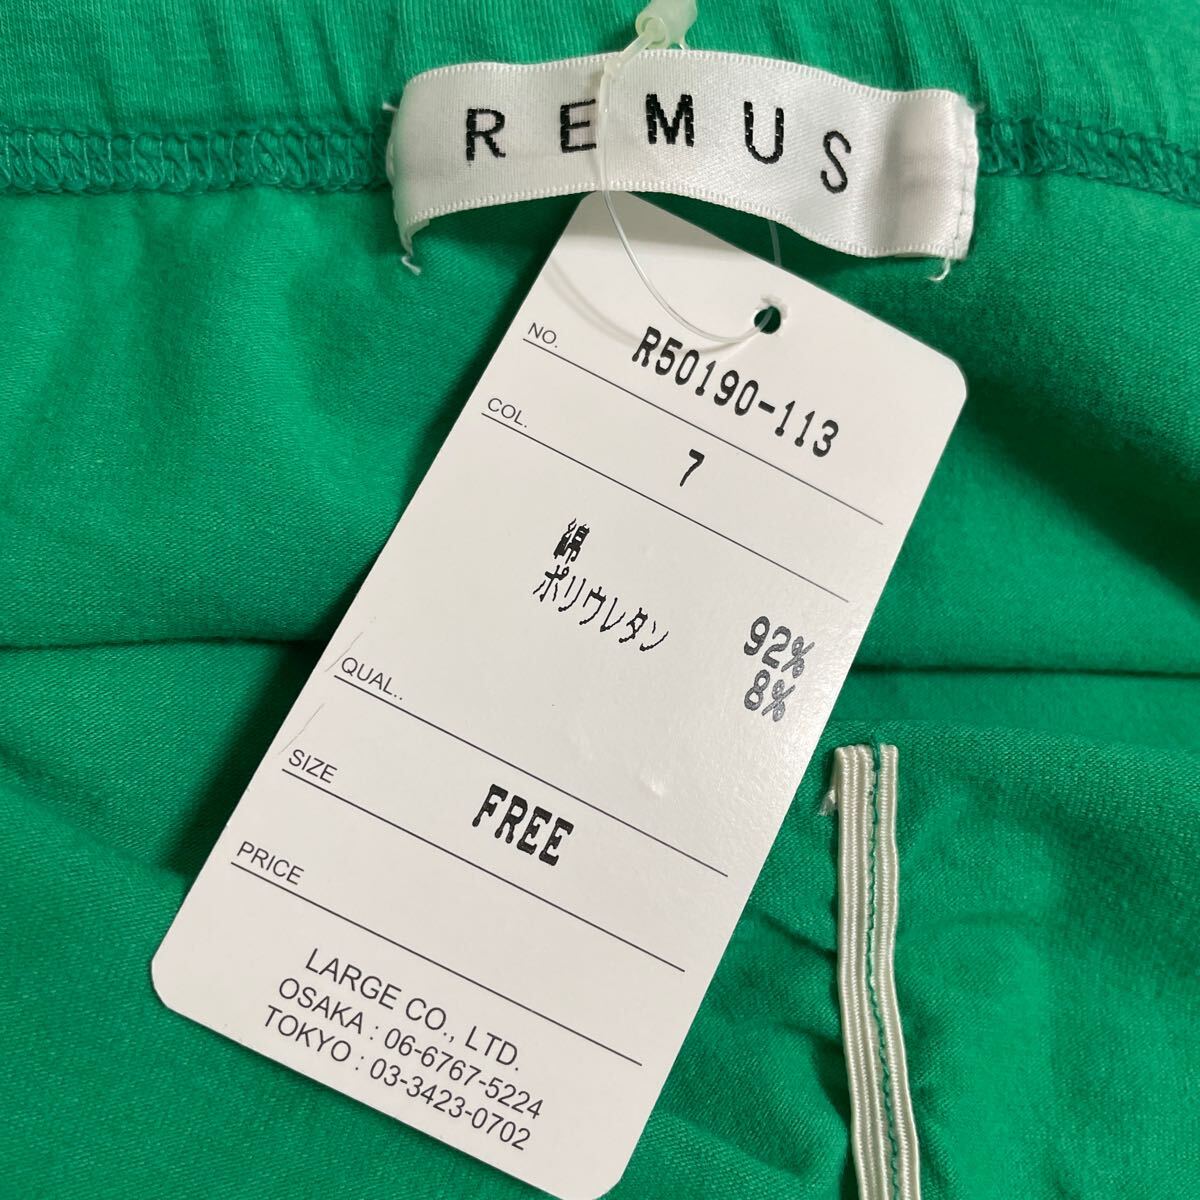 REMUS
NO. R50190-113
COL. 7
綿 92%
ポリウレタン 8%
QUAL..
SIZE FREE
PRICE
LARGE CO., LTD.
OSAKA : 06-6767-5224
TOKYO : 03-3423-0702